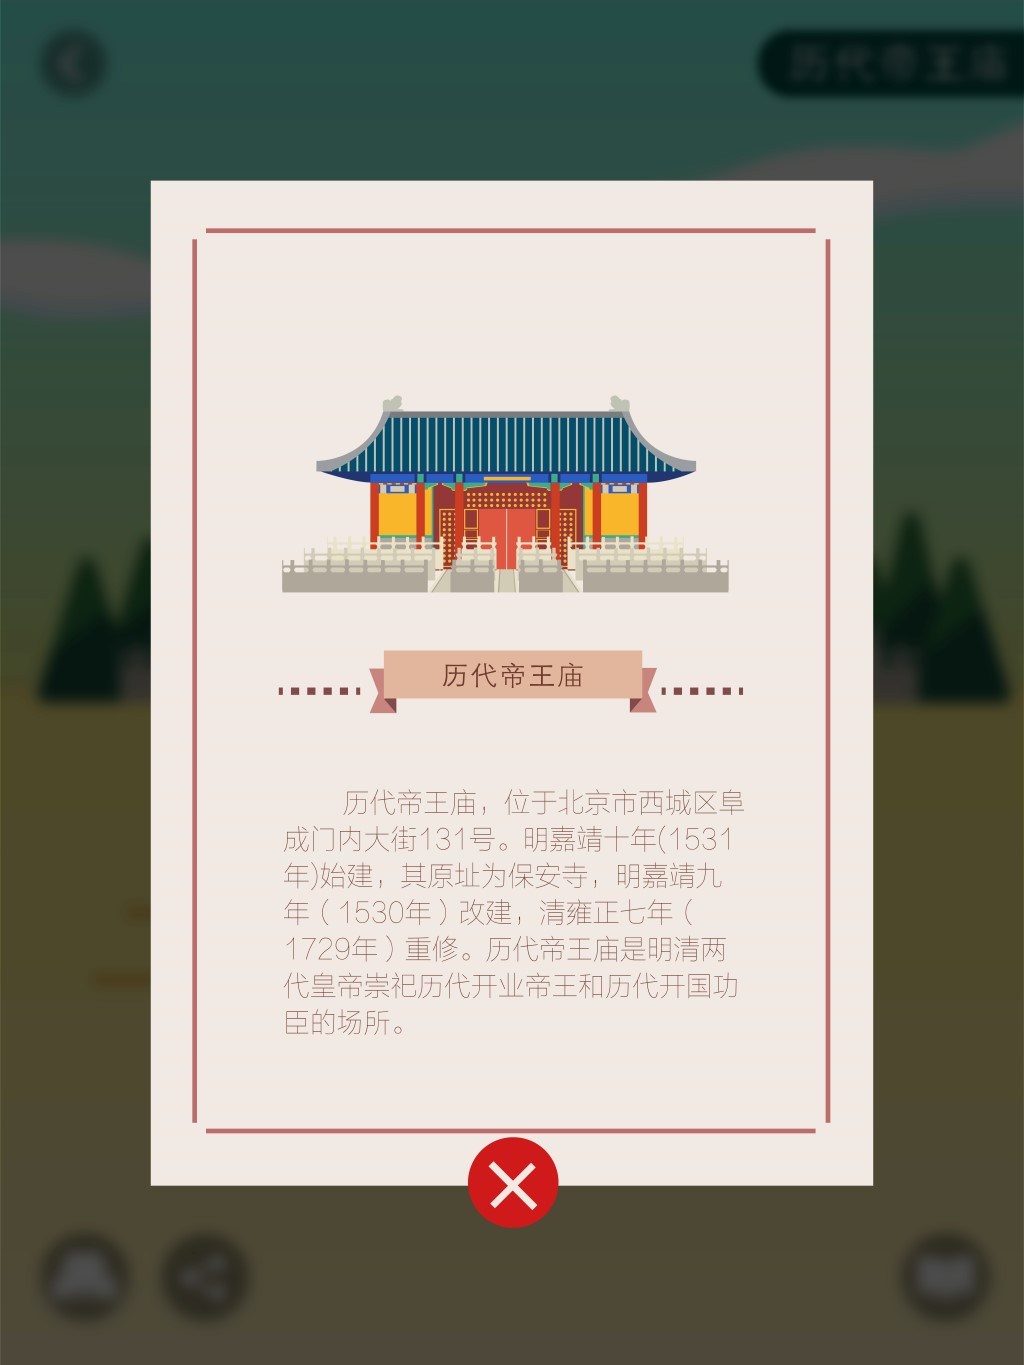 历代帝王庙
历代帝王庙
历代帝王庙，位于北京市西城区阜
成门内大街131号。明嘉靖十年(1531
年)始建，其原址为保安寺，明嘉靖九
年（1530年）改建，清雍正七年（
1729年）重修。历代帝王庙是明清两
代皇帝崇祀历代开业帝王和历代开国功
臣的场所。